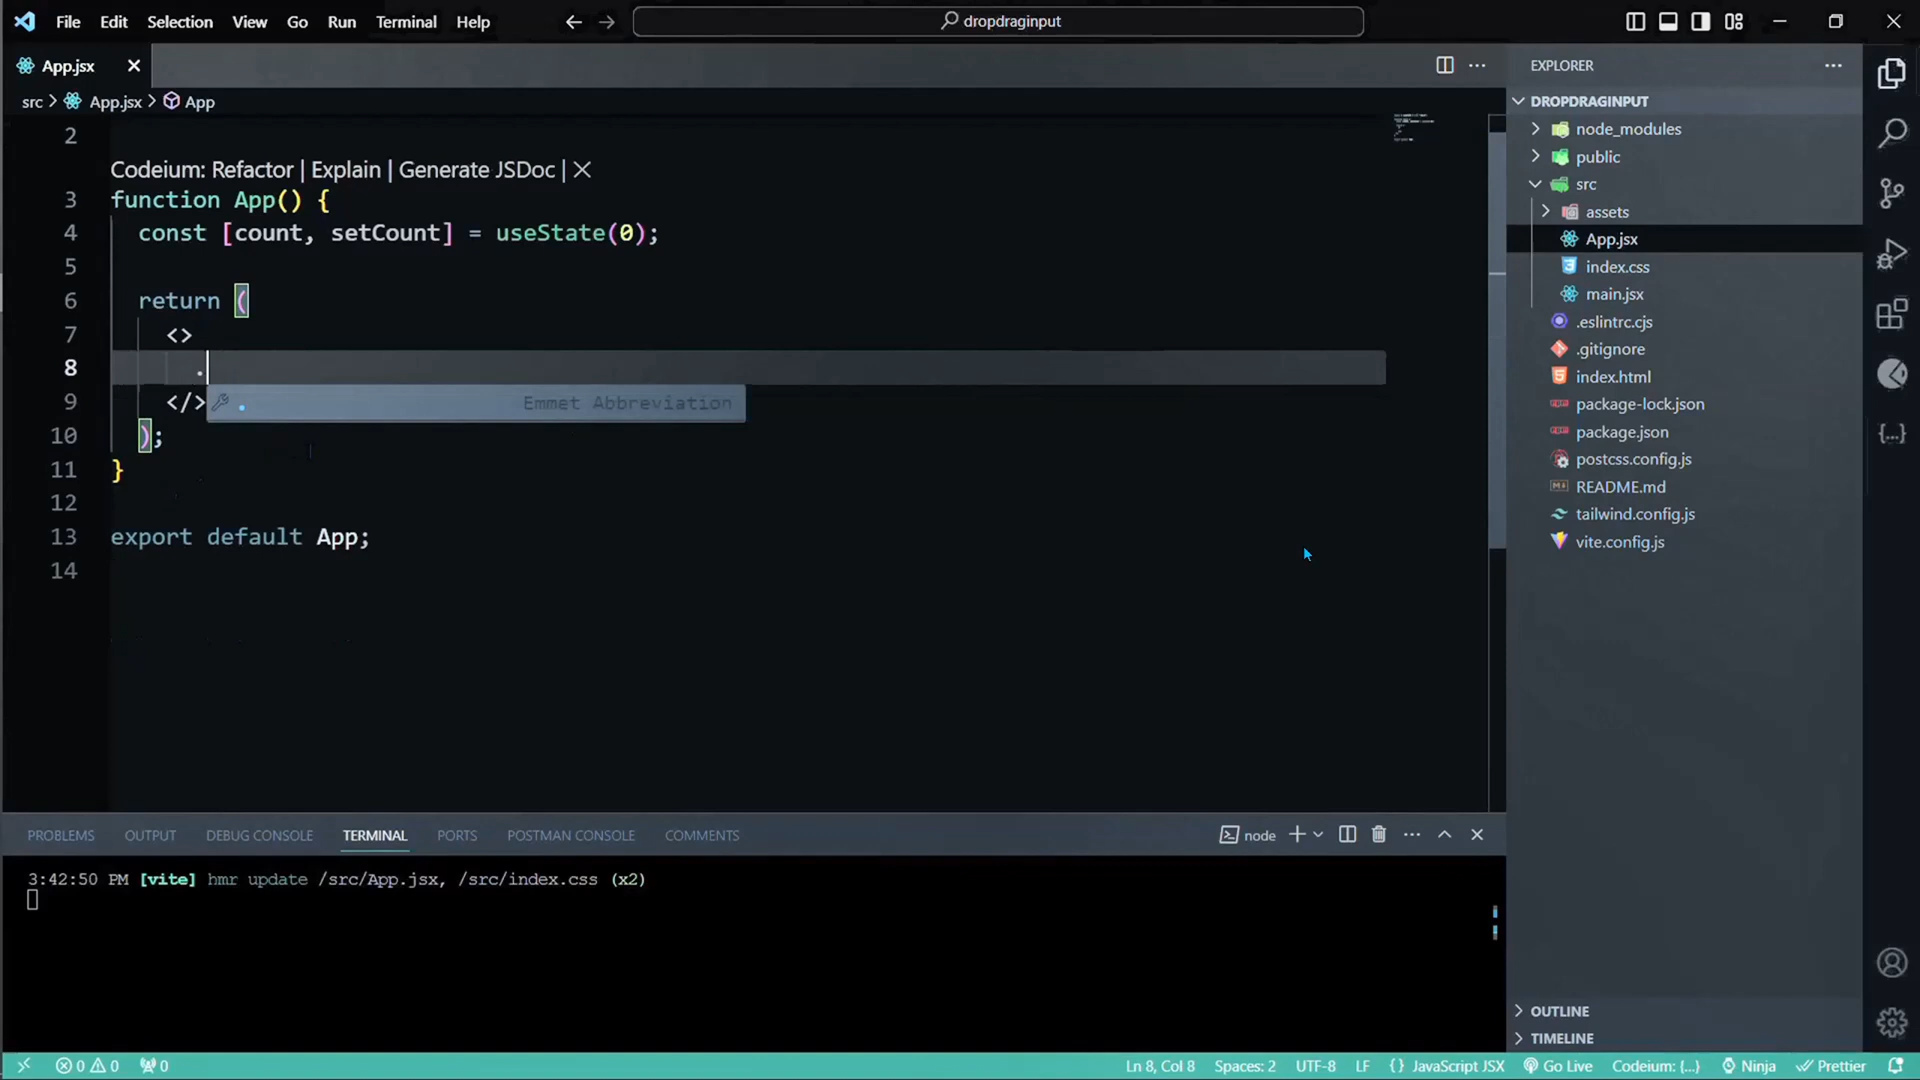 File Edit Selection View Go Run Terminal Help
dropdraginput
App.jsx
src > App.jsx > App
2
Codeium: Refactor | Explain | Generate JSDoc | X
3 function App() {
4 const [count, setCount] = useState(0);
5
6 return (
7 <>
8 .
. Emmet Abbreviation
9 </>
10 );
11 }
12
13 export default App;
14
PROBLEMS OUTPUT DEBUG CONSOLE TERMINAL PORTS POSTMAN CONSOLE COMMENTS
node
3:42:50 PM [vite] hmr update /src/App.jsx, /src/index.css (x2)
EXPLORER
DROPDRAGINPUT
node_modules
public
src
assets
App.jsx
index.css
main.jsx
.eslintrc.cjs
.gitignore
index.html
package-lock.json
package.json
postcss.config.js
README.md
tailwind.config.js
vite.config.js
OUTLINE
TIMELINE
0 0 0 Ln 8, Col 8 Spaces: 2 UTF-8 LF {} JavaScript JSX Go Live Codeium: {...} Ninja Prettier